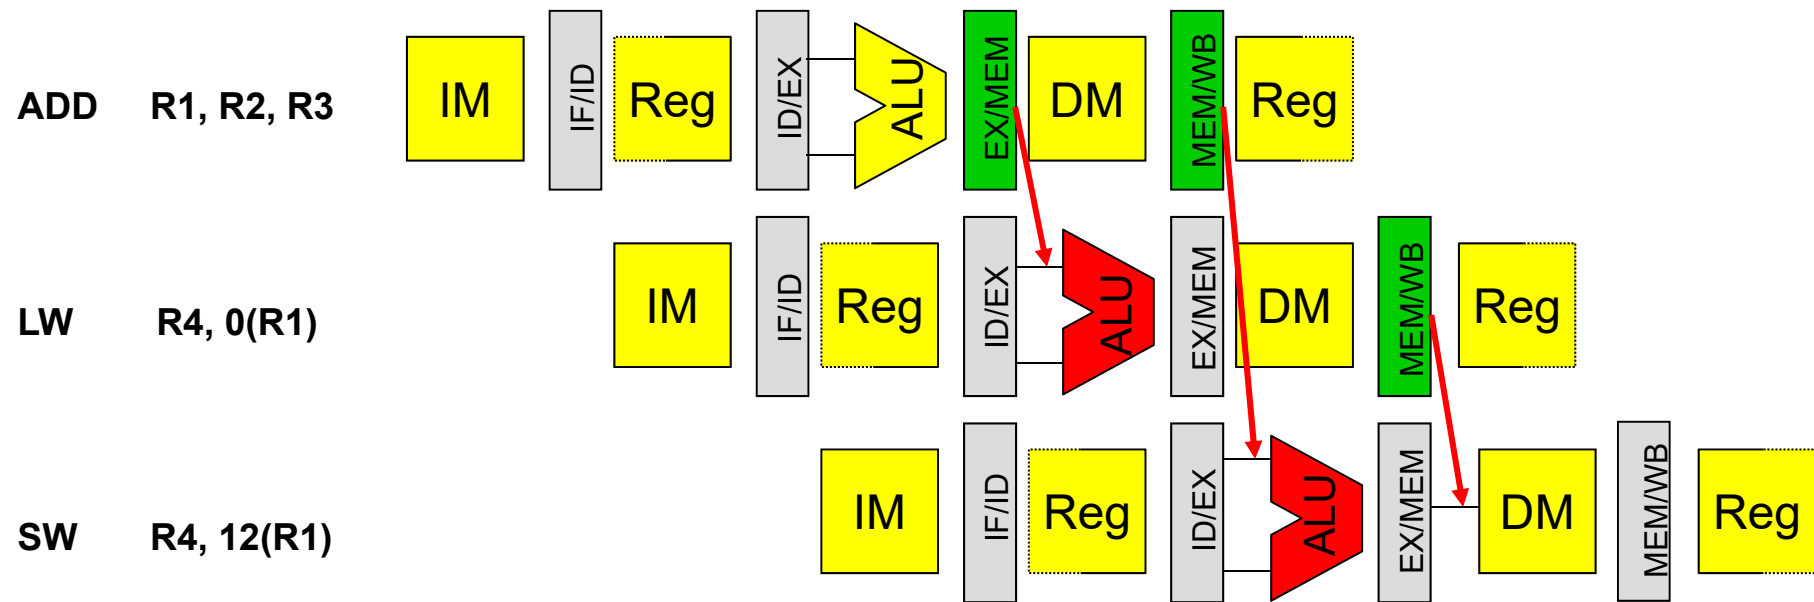 ADD R1, R2, R3 IM IF/ID Reg ID/EX ALU EX/MEM DM MEM/WB Reg
LW R4, 0(R1) IM IF/ID Reg ID/EX ALU EX/MEM DM MEM/WB Reg
SW R4, 12(R1) IM IF/ID Reg ID/EX ALU EX/MEM DM MEM/WB Reg